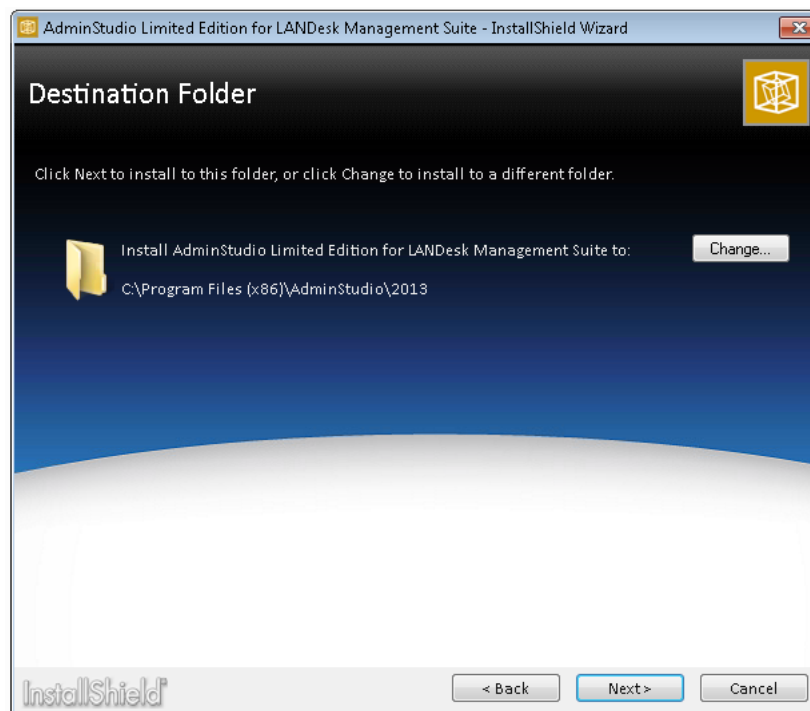 AdminStudio Limited Edition for LANDesk Management Suite - InstallShield Wizard
Destination Folder
Click Next to install to this folder, or click Change to install to a different folder.
Install AdminStudio Limited Edition for LANDesk Management Suite to:
Change...
C:\Program Files (x86)\AdminStudio\2013
InstallShield
< Back
Next >
Cancel